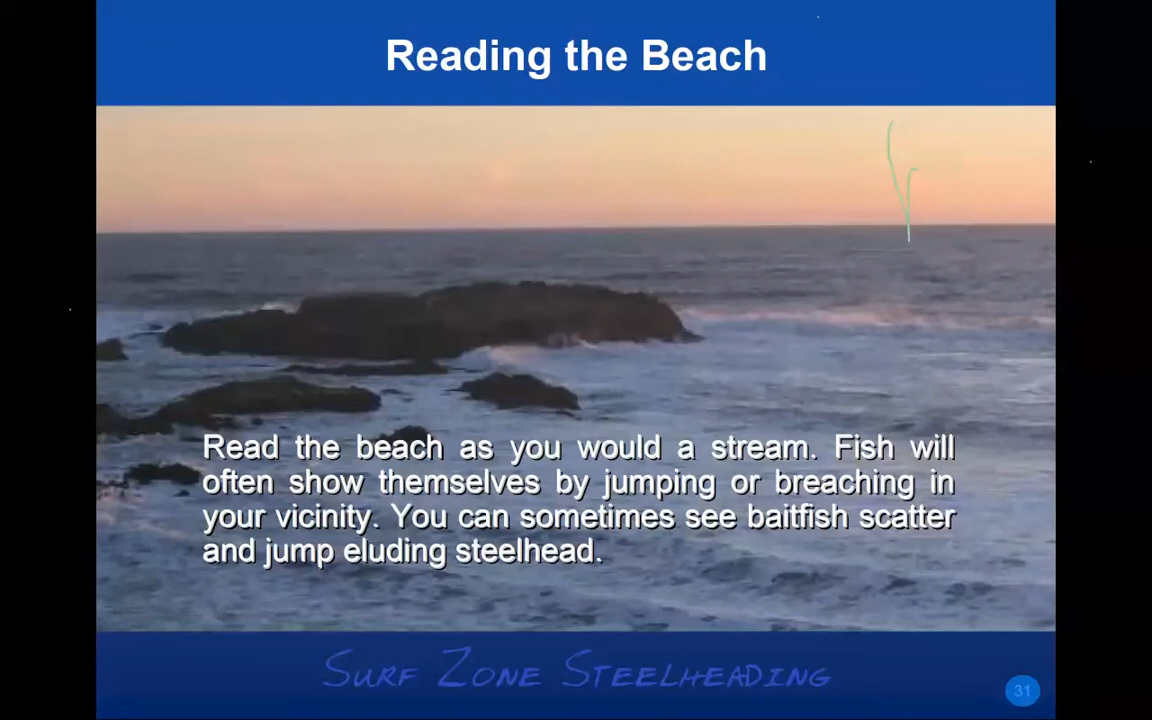 Reading the Beach
Read the beach as you would a stream. Fish will
often show themselves by jumping or breaching in
your vicinity. You can sometimes see baitfish scatter
and jump eluding steelhead.
Surf Zone Steelheading
31